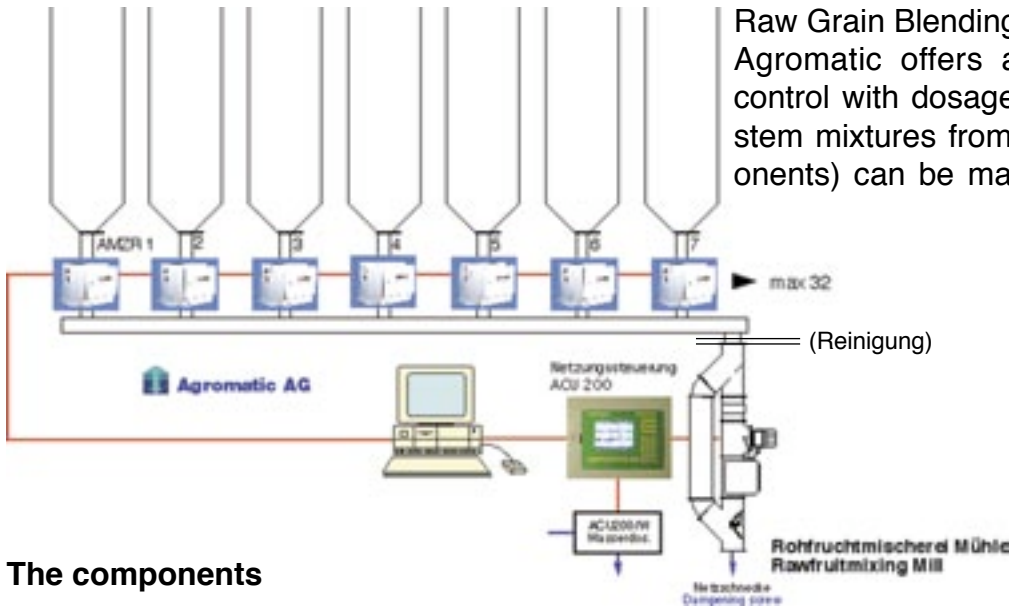 Raw Grain Blending
Agromatic offers a
control with dosage
stem mixtures from
onents) can be ma
AMZR 1 2 3 4 5 6 7
max 32
(Reinigung)
Agromatic AG
Netzungssteuerung
ACU 200
ACU200/W
Wasserdos.
Rohfruchtmischerei Mühle
Rawfruitmixing Mill
Netzschnecke
Dampening screw
The components